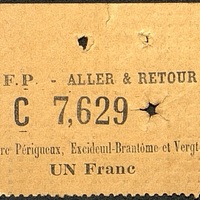 F.P. - ALLER & RETOUR
C 7,629
re Périgueux, Excideuil-Brantôme et Vergt
UN Franc